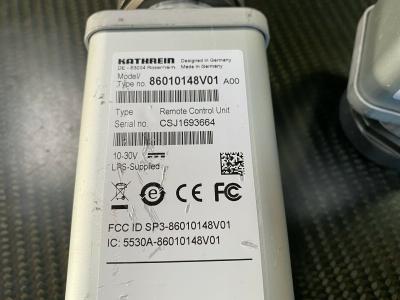 KATHREIN Designed in Germany
DE - 83004 Rosenheim. Made in Germany
Model/
Type no. 86010148V01 A00
Type Remote Control Unit
Serial no. CSJ1693664
10-30V
LPS-Supplied
e CE FC
FCC ID SP3-86010148V01
IC: 5530A-86010148V01